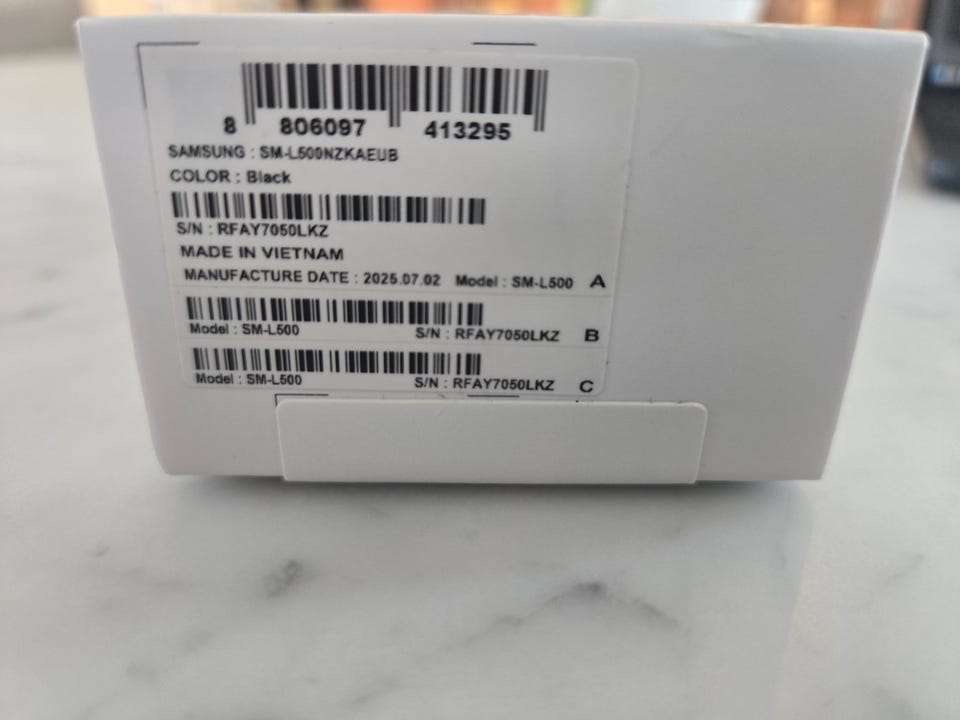 8 806097 413295
SAMSUNG : SM-L500NZKAEUB
COLOR : Black
S/N : RFAY7050LKZ
MADE IN VIETNAM
MANUFACTURE DATE : 2025.07.02 Model : SM-L500 A
Model : SM-L500 S/N : RFAY7050LKZ B
Model : SM-L500 S/N : RFAY7050LKZ C